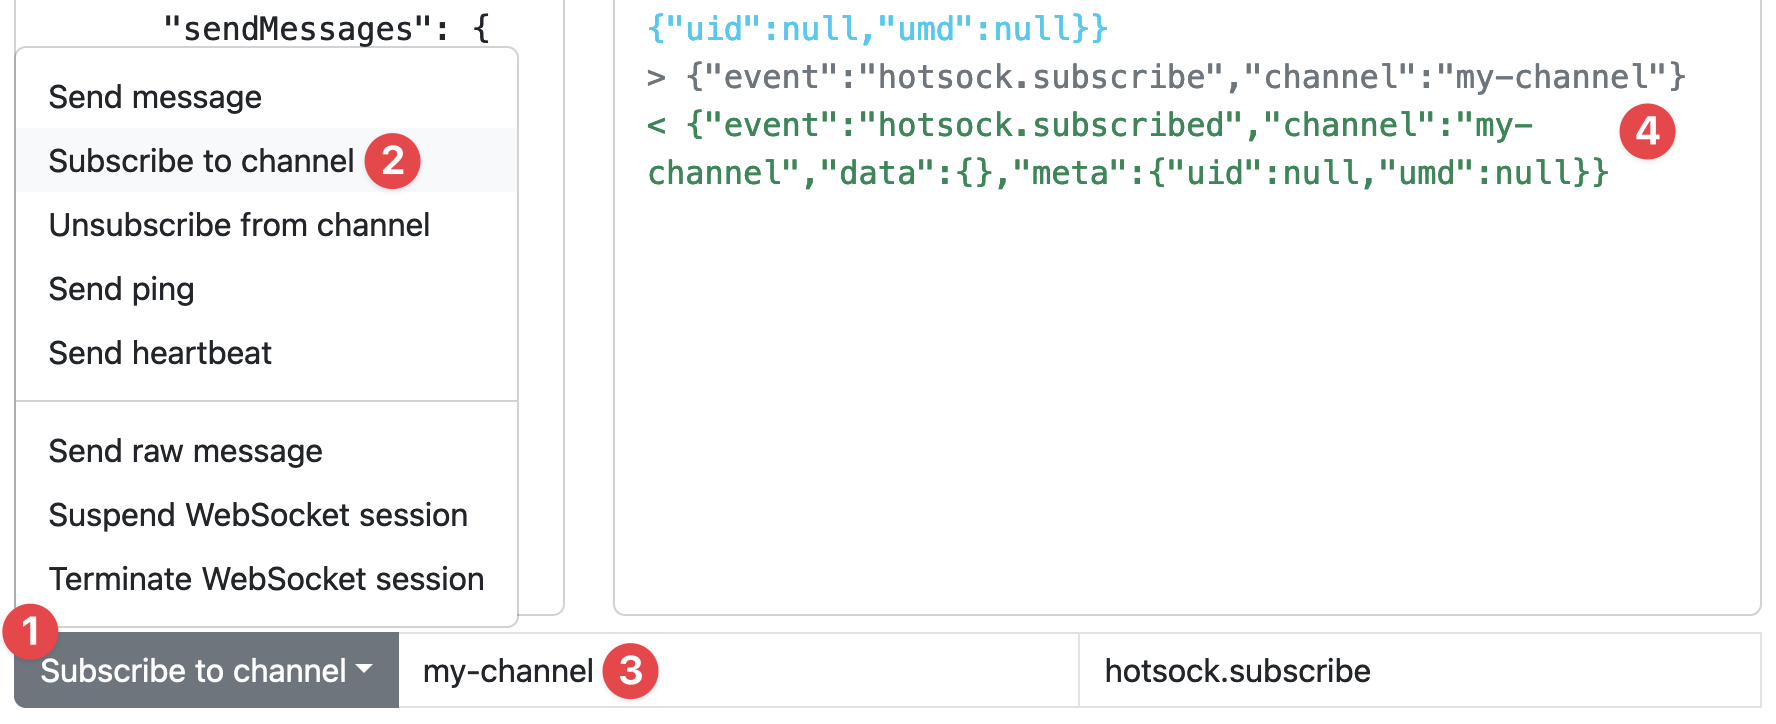 "sendMessages": {
Send message
Subscribe to channel 2
Unsubscribe from channel
Send ping
Send heartbeat
Send raw message
Suspend WebSocket session
Terminate WebSocket session
1
Subscribe to channel
my-channel 3
hotsock.subscribe
{"uid":null,"umd":null}}
> {"event":"hotsock.subscribe","channel":"my-channel"}
< {"event":"hotsock.subscribed","channel":"my-
channel","data":{},"meta":{"uid":null,"umd":null}}
4